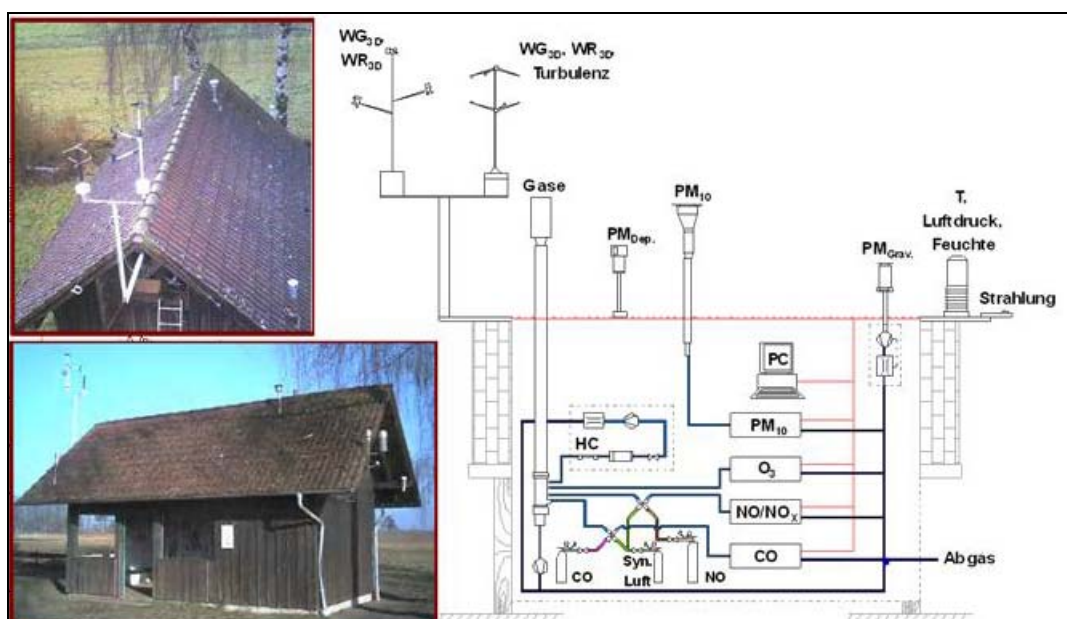 WG3D,
WR3D
WG3D, WR3D,
Turbulenz
Gase
PM10
PMDep.
PMGrav.
T,
Luftdruck,
Feuchte
Strahlung
PC
HC
PM10
O3
NO/NOX
CO
Abgas
CO
Syn.
Luft
NO